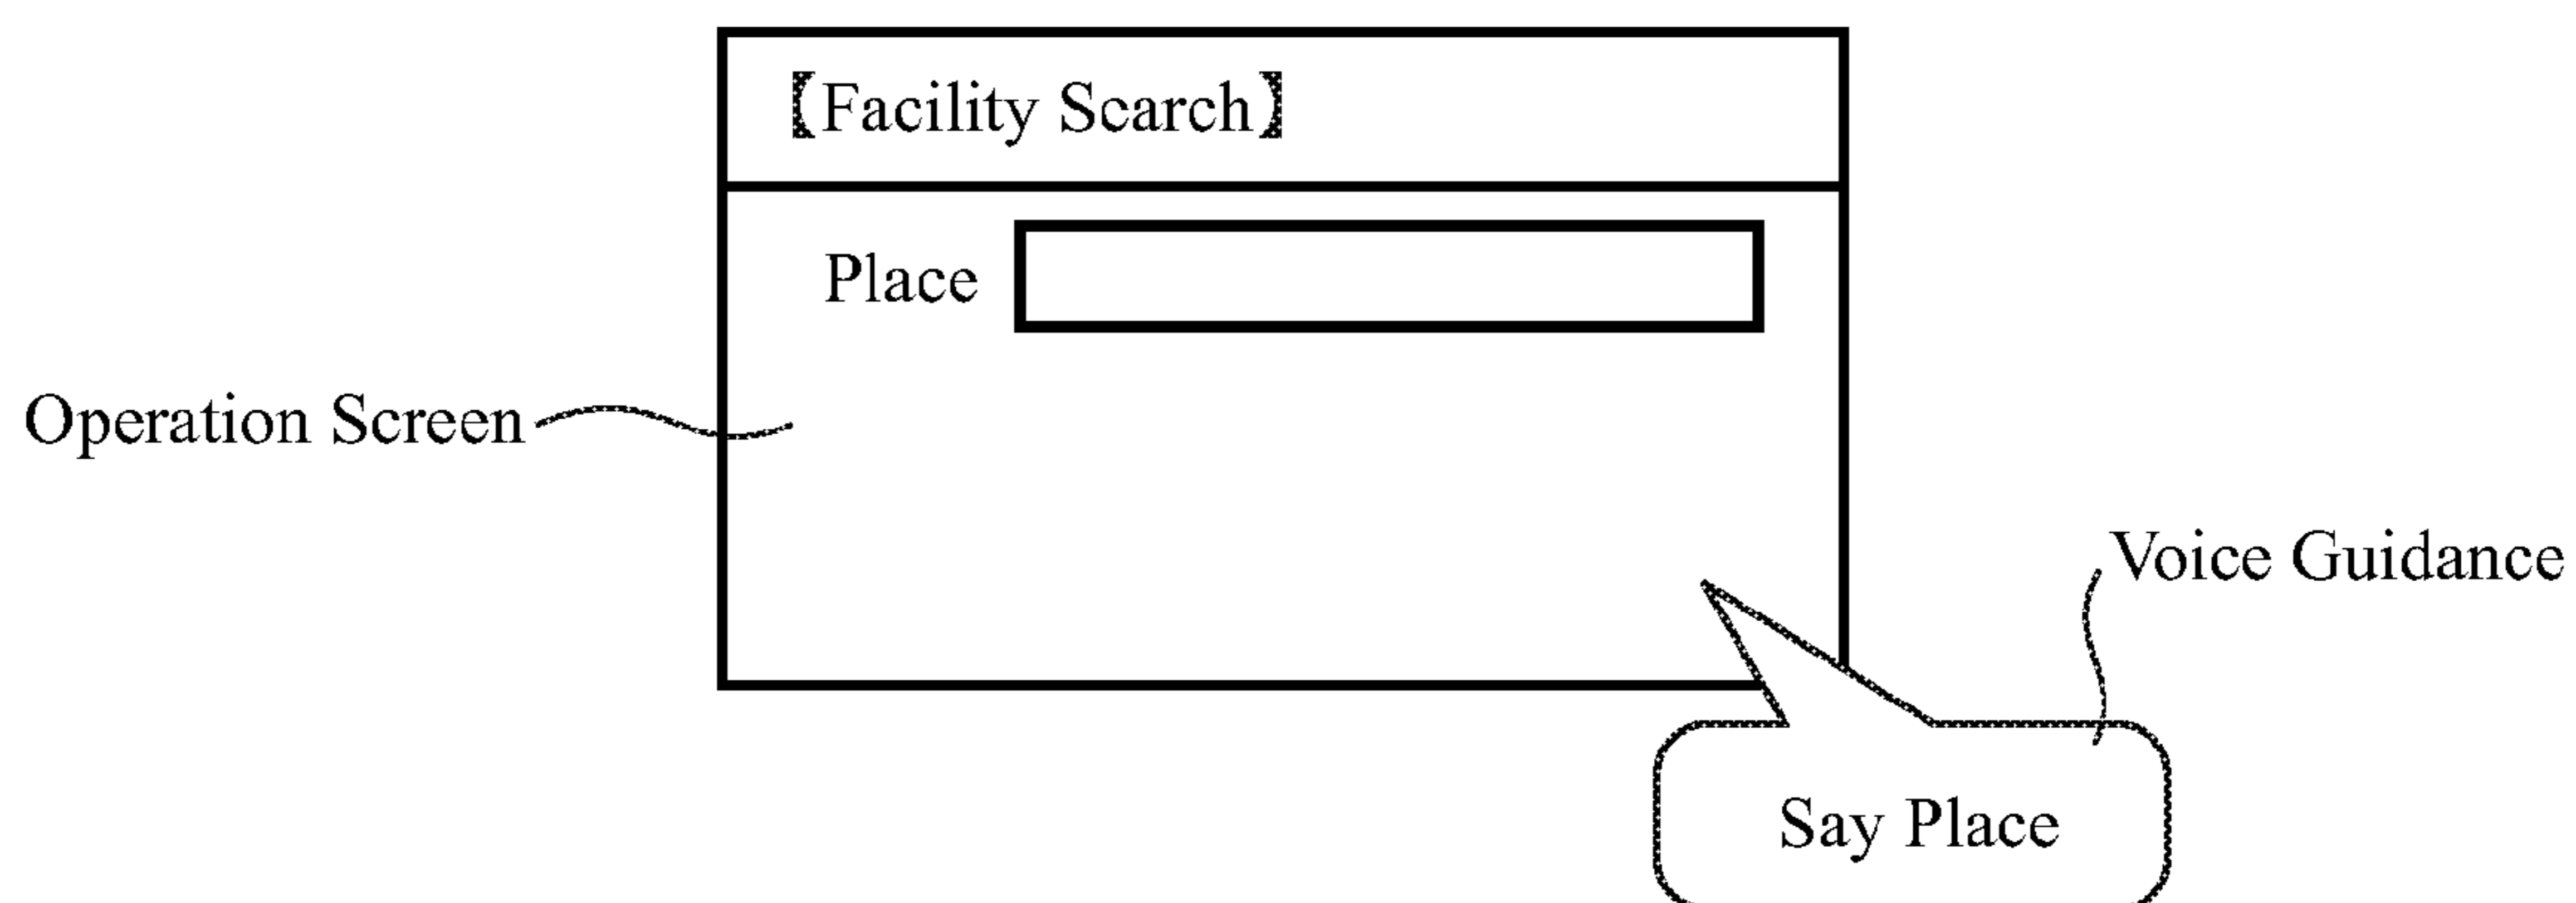 【Facility Search】
Place
Operation Screen
Voice Guidance
Say Place